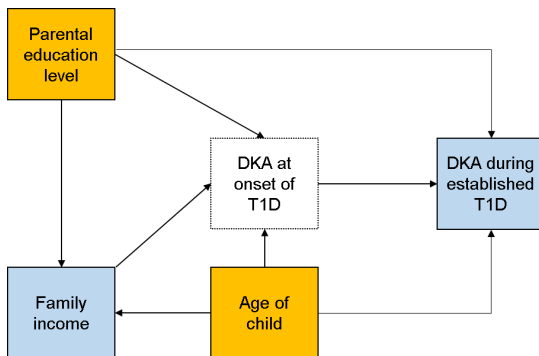 Parental
education
level
DKA at
onset of
T1D
DKA during
established
T1D
Family
income
Age of
child